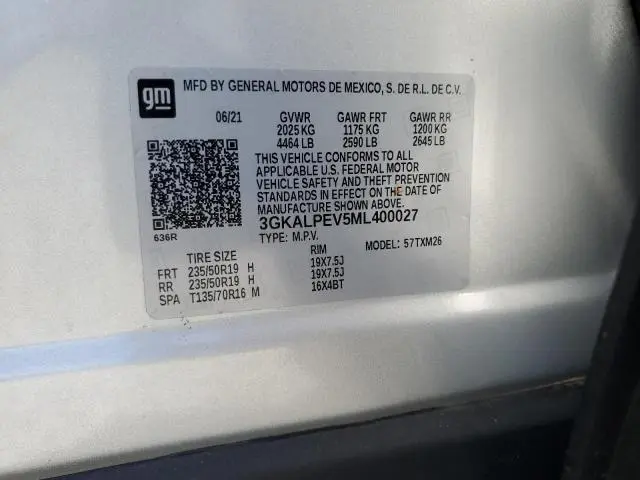 gm
MFD BY GENERAL MOTORS DE MEXICO, S. DE R.L. DE C.V.
06/21 GVWR GAWR FRT GAWR RR
2025 KG 1175 KG 1200 KG
4464 LB 2590 LB 2645 LB
THIS VEHICLE CONFORMS TO ALL
APPLICABLE U.S. FEDERAL MOTOR
VEHICLE SAFETY AND THEFT PREVENTION
STANDARDS IN EFFECT ON THE DATE OF
MANUFACTURE SHOWN ABOVE.
3GKALPEV5ML400027
636R
TYPE: M.P.V. MODEL: 57TXM26
TIRE SIZE RIM
FRT 235/50R19 H 19X7.5J
RR 235/50R19 H 19X7.5J
SPA T135/70R16 M 16X4BT